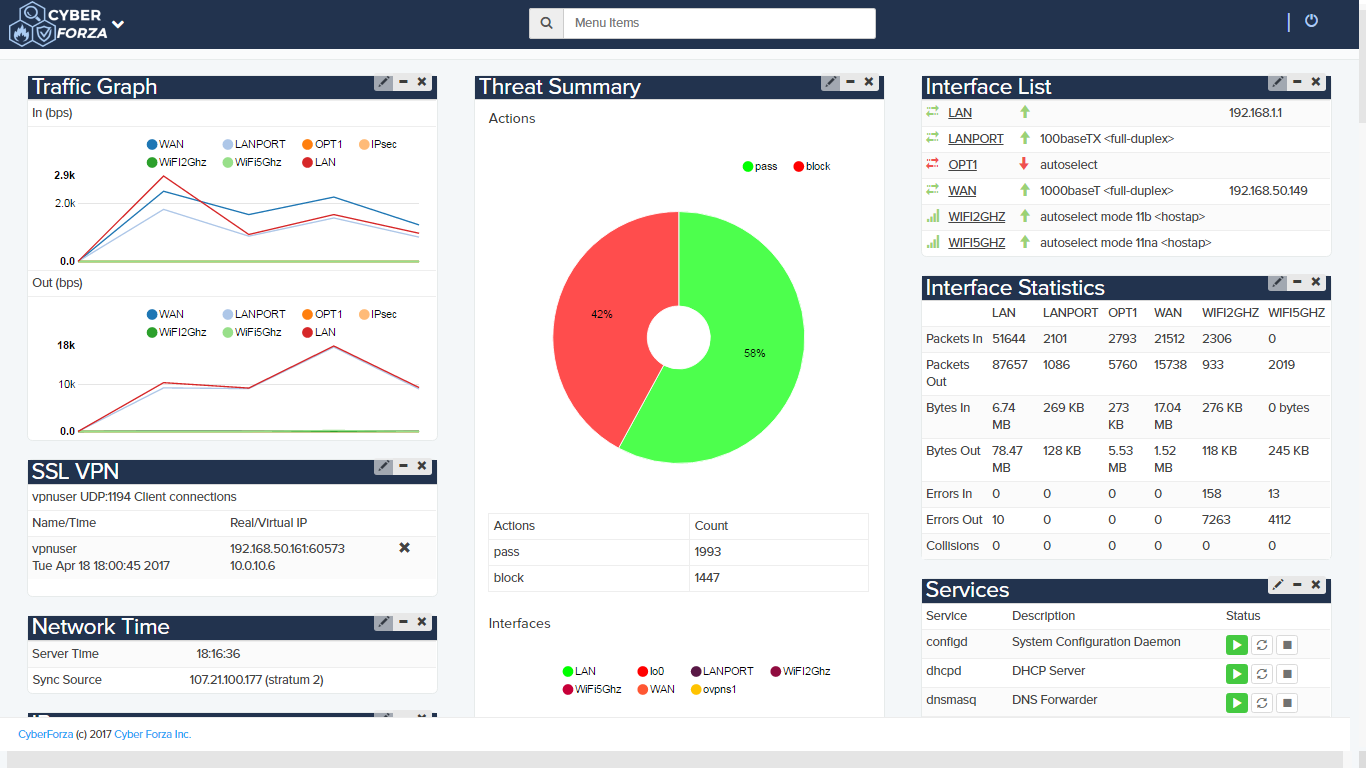 CYBER
FORZA
Menu Items
Traffic Graph
In (bps)
WAN LANPORT OPT1 IPsec
WiFI2Ghz WiFi5Ghz LAN
2.9k
2.0k
0.0
Out (bps)
WAN LANPORT OPT1 IPsec
WiFI2Ghz WiFi5Ghz LAN
18k
10k
0.0
SSL VPN
vpnuser UDP:1194 Client connections
Name/Time Real/Virtual IP
vpnuser 192.168.50.161:60573
Tue Apr 18 18:00:45 2017 10.0.10.6
Network Time
Server Time 18:16:36
Sync Source 107.21.100.177 (stratum 2)
Threat Summary
Actions
pass block
42%
58%
Actions Count
pass 1993
block 1447
Interfaces
LAN lo0 LANPORT WiFI2Ghz
WiFi5Ghz WAN ovpns1
Interface List
LAN 192.168.1.1
LANPORT 100baseTX <full-duplex>
OPT1 autoselect
WAN 1000baseT <full-duplex> 192.168.50.149
WIFI2GHZ autoselect mode 11b <hostap>
WIFI5GHZ autoselect mode 11na <hostap>
Interface Statistics
LAN LANPORT OPT1 WAN WIFI2GHZ WIFI5GHZ
Packets In 51644 2101 2793 21512 2306 0
Packets 87657 1086 5760 15738 933 2019
Out
Bytes In 6.74 269 KB 273 17.04 276 KB 0 bytes
MB KB MB
Bytes Out 78.47 128 KB 5.53 1.52 118 KB 245 KB
MB MB MB
Errors In 0 0 0 0 158 13
Errors Out 10 0 0 0 7263 4112
Collisions 0 0 0 0 0 0
Services
Service Description Status
configd System Configuration Daemon
dhcpd DHCP Server
dnsmasq DNS Forwarder
CyberForza (c) 2017 Cyber Forza Inc.